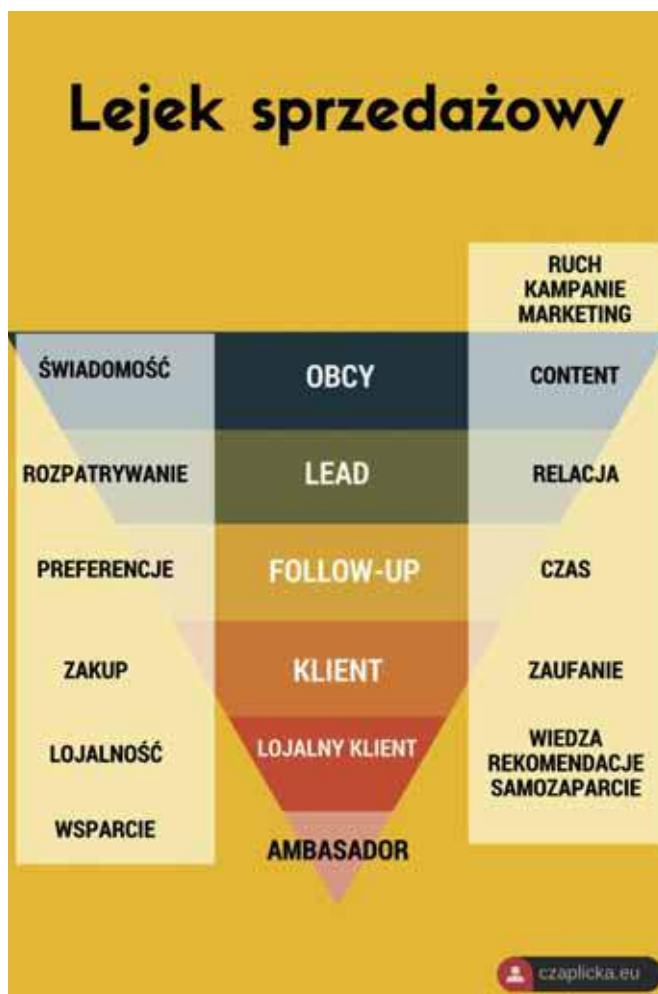 Lejek sprzedażowy
RUCH
KAMPANIE
MARKETING
ŚWIADOMOŚĆ
OBCY
CONTENT
ROZPATRYWANIE
LEAD
RELACJA
PREFERENCJE
FOLLOW-UP
CZAS
ZAKUP
KLIENT
ZAUFANIE
LOJALNOŚĆ
LOJALNY KLIENT
WIEDZA
REKOMENDACJE
SAMOZAPARCIE
WSPARCIE
AMBASADOR
czaplicka.eu